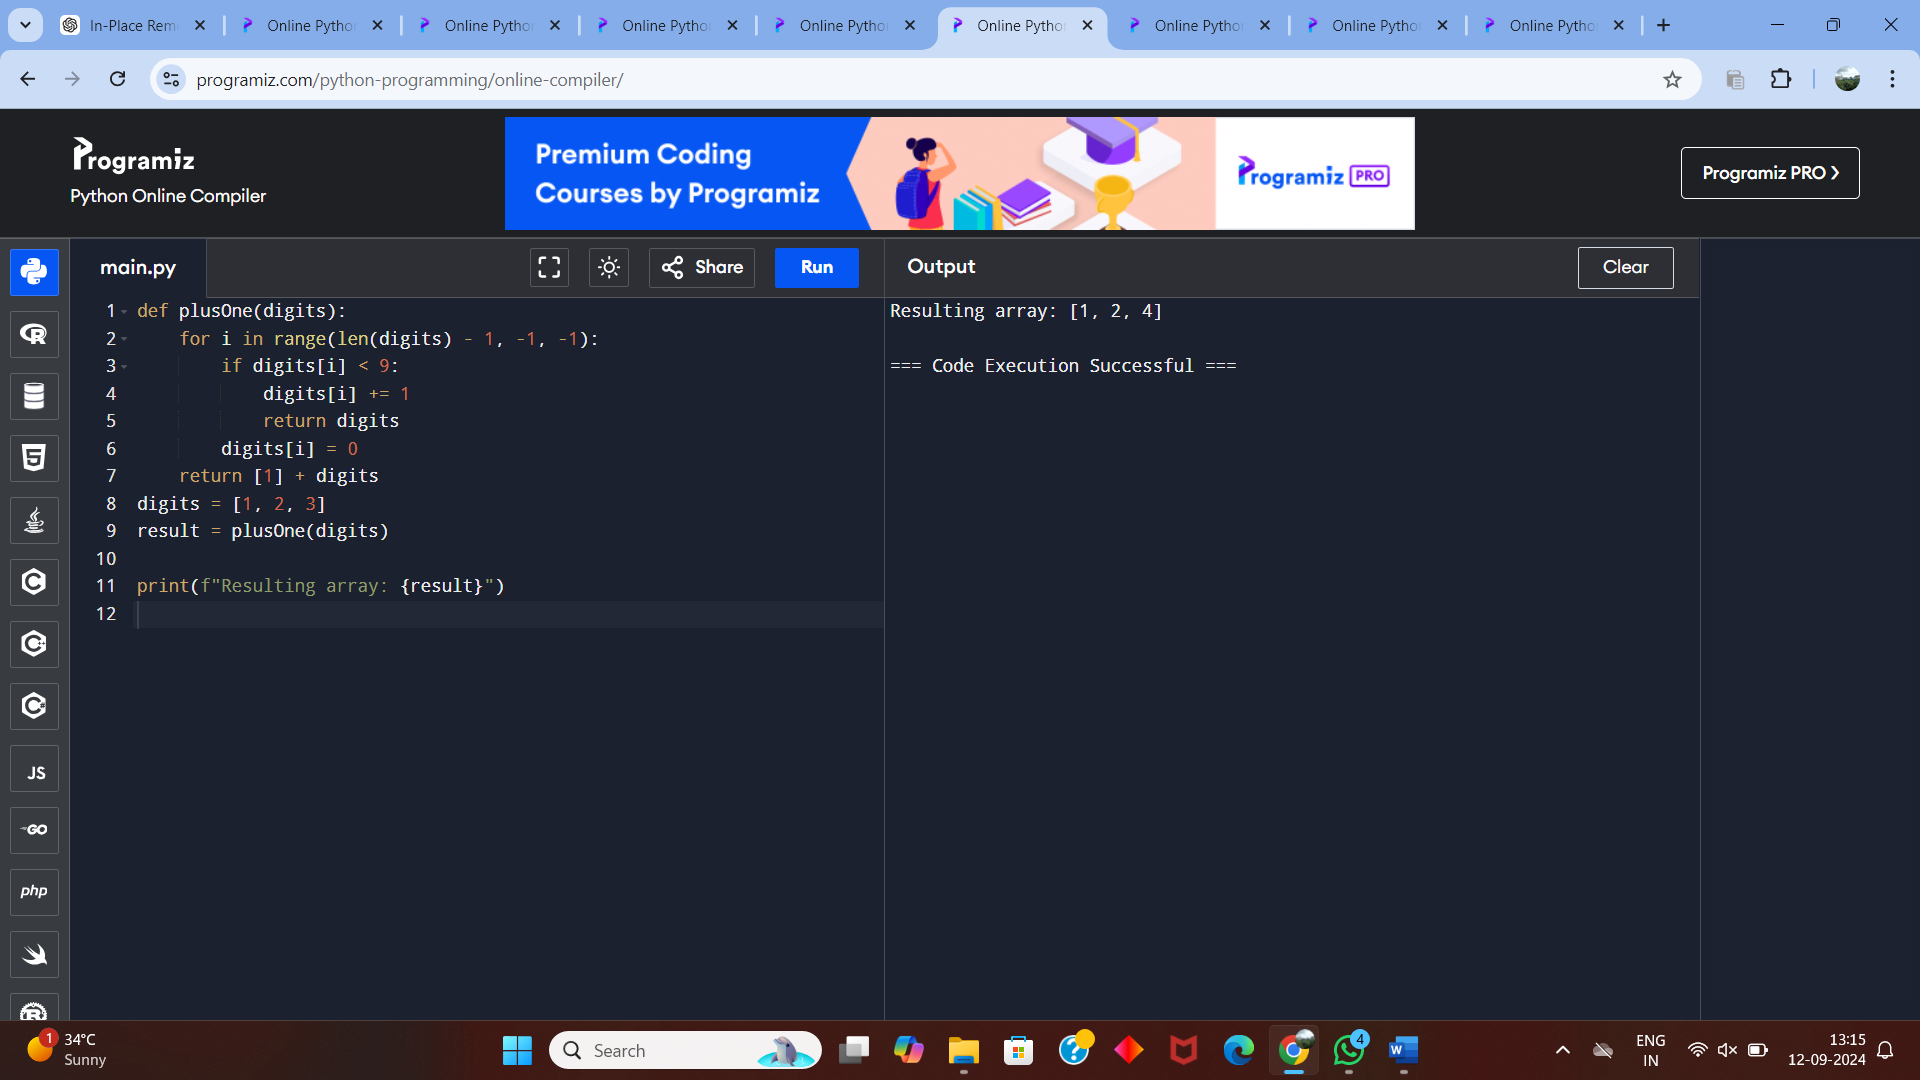 In-Place Rem
Online Pytho
Online Pytho
Online Pytho
Online Pytho
Online Pytho
Online Pytho
Online Pytho
Online Pytho
programiz.com/python-programming/online-compiler/
Programiz
Python Online Compiler
Premium Coding
Courses by Programiz
Programiz PRO
Programiz PRO
main.py
Share
Run
Output
Clear
1 def plusOne(digits):
2 for i in range(len(digits) - 1, -1, -1):
3 if digits[i] < 9:
4 digits[i] += 1
5 return digits
6 digits[i] = 0
7 return [1] + digits
8 digits = [1, 2, 3]
9 result = plusOne(digits)
10
11 print(f"Resulting array: {result}")
12
Resulting array: [1, 2, 4]
=== Code Execution Successful ===
R
5
C
C
C
JS
GO
php
R
1
34°C
Sunny
Search
4
W
ENG
IN
13:15
12-09-2024